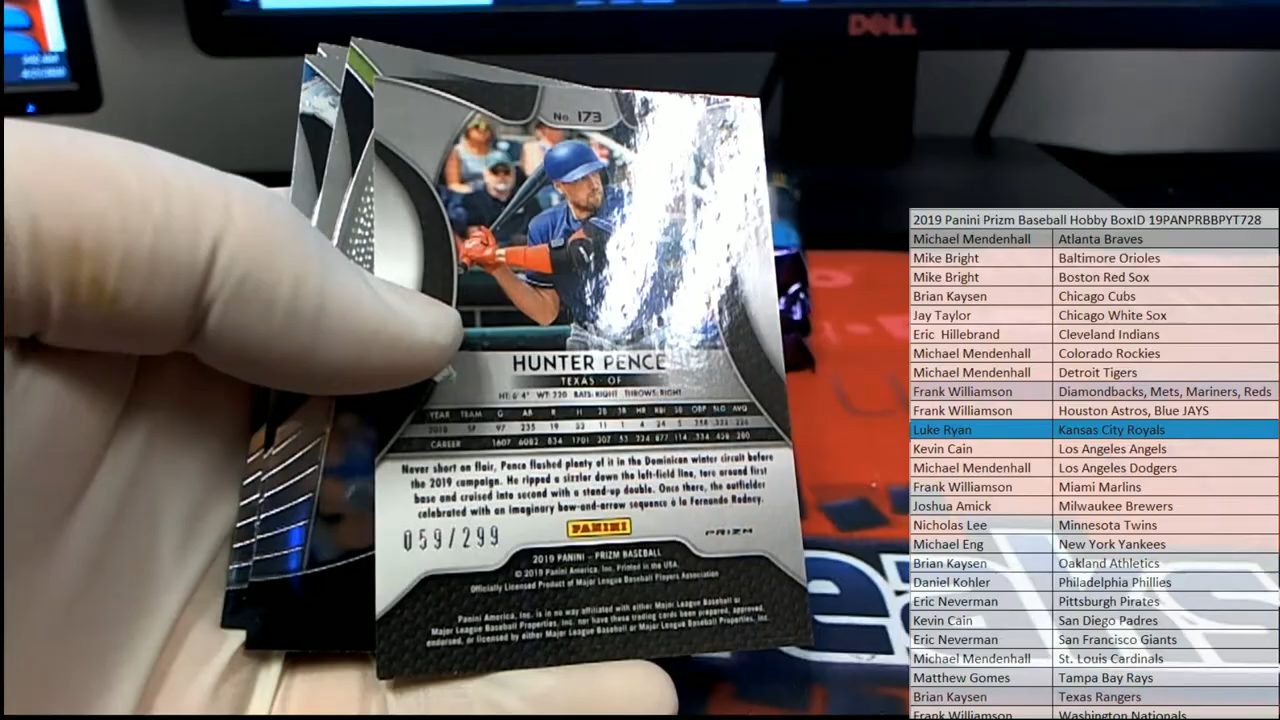 DELL
No. 173
HUNTER PENCE
TEXAS - OF
HT: 6'4" WT: 220 BATS: RIGHT THROWS: RIGHT
YEAR TEAM G AB R H 2B 3B HR RBI SB OBP SLG AVG
2018 SF 97 235 19 53 11 1 4 24 5
CAREER 1607 6082 834 1701 307 53 224 877 114 334 280
Never short on flair, Pence flashed plenty of it in the Dominican winter circuit before
the 2019 campaign. He ripped a sizzler down the left-field line, tore around first
base and cruised into second with a stand-up double. Once there, the outfielder
celebrated with an imaginary bow-and-arrow sequence à la Fernando Rodney.
059/299
PANINI
PRIZM
2019 PANINI - PRIZM BASEBALL
© 2019 Panini America, Inc. Printed in the USA.
Officially Licensed Product of Major League Baseball Players Association
Panini America, Inc. is in no way affiliated with either Major League Baseball or
Major League Baseball Properties, Inc. nor have these trading cards been prepared, approved,
endorsed, or licensed by either Major League Baseball or Major League Baseball Properties, Inc.
2019 Panini Prizm Baseball Hobby BoxID 19PANPRBBPYT728
Michael Mendenhall Atlanta Braves
Mike Bright Baltimore Orioles
Mike Bright Boston Red Sox
Brian Kaysen Chicago Cubs
Jay Taylor Chicago White Sox
Eric Hillebrand Cleveland Indians
Michael Mendenhall Colorado Rockies
Michael Mendenhall Detroit Tigers
Frank Williamson Diamondbacks, Mets, Mariners, Reds
Frank Williamson Houston Astros, Blue JAYS
Luke Ryan Kansas City Royals
Kevin Cain Los Angeles Angels
Michael Mendenhall Los Angeles Dodgers
Frank Williamson Miami Marlins
Joshua Amick Milwaukee Brewers
Nicholas Lee Minnesota Twins
Michael Eng New York Yankees
Brian Kaysen Oakland Athletics
Daniel Kohler Philadelphia Phillies
Eric Neverman Pittsburgh Pirates
Kevin Cain San Diego Padres
Eric Neverman San Francisco Giants
Michael Mendenhall St. Louis Cardinals
Matthew Gomes Tampa Bay Rays
Brian Kaysen Texas Rangers
Frank Williamson Washington Nationals